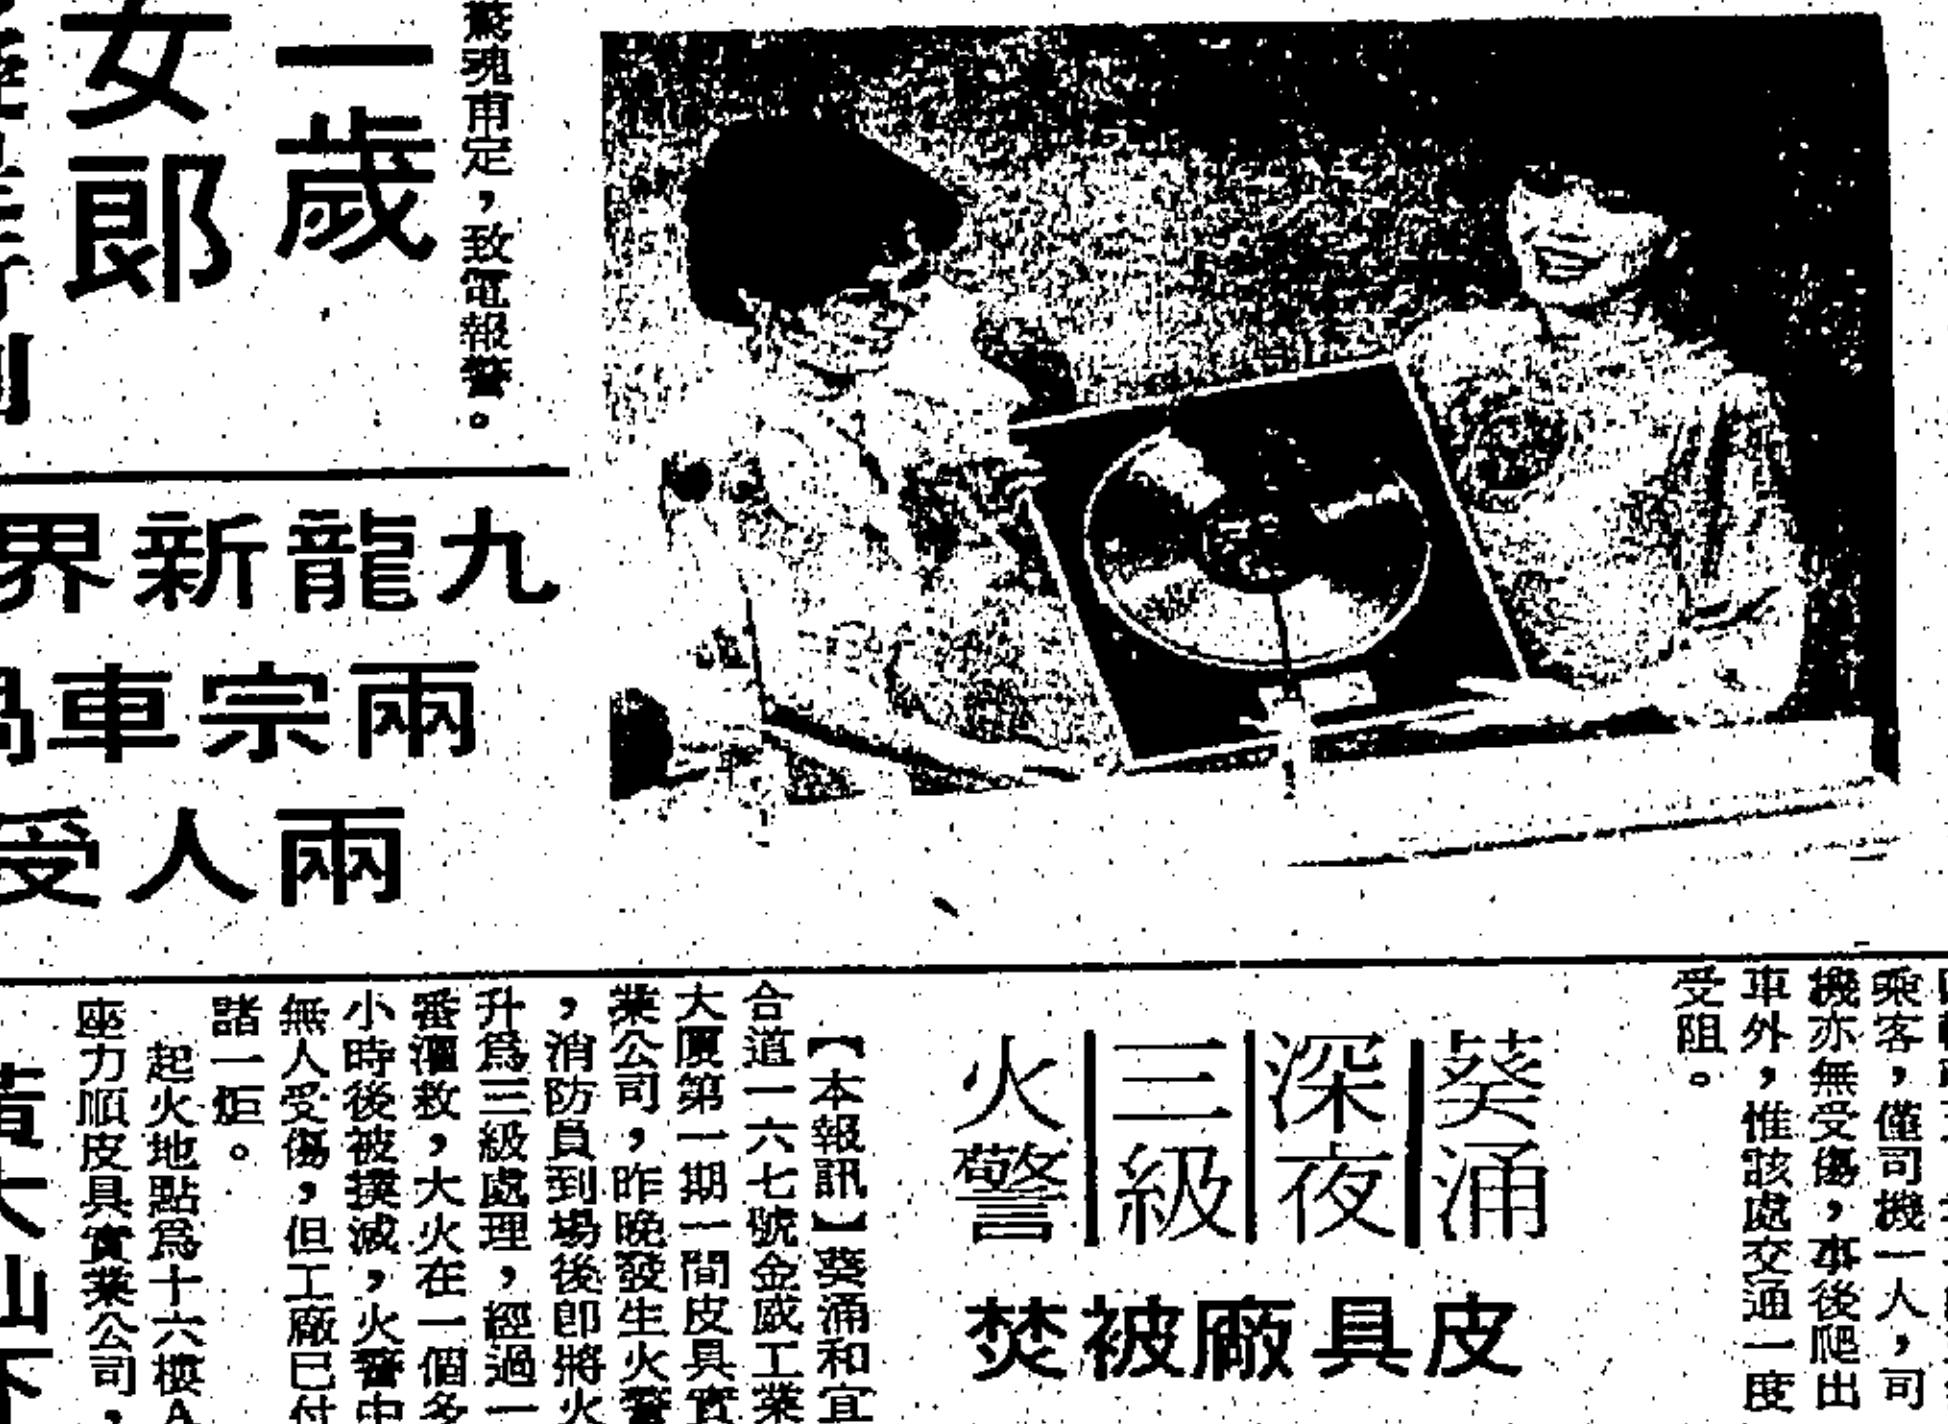 驚魂甫定，致電報警。
一歲
女郎
九龍新界
兩宗車禍
兩人受
乘客，僅司機一人，司
機亦無受傷，事後爬出
車外，惟該處交通一度
受阻。
葵涌
深夜
三級
火警
皮具廠被焚
【本報訊】葵涌和宜
合道一六七號金威工業
大廈第一期一間皮具實
業公司，昨晚發生火警
，消防員到場後即將火
升爲三級處理，經過一
番灌救，大火在一個多
小時後被撲滅，火警中
無人受傷，但工廠已付
諸一炬。
起火地點爲十六樓A
座力順皮具實業公司，
黃大仙下